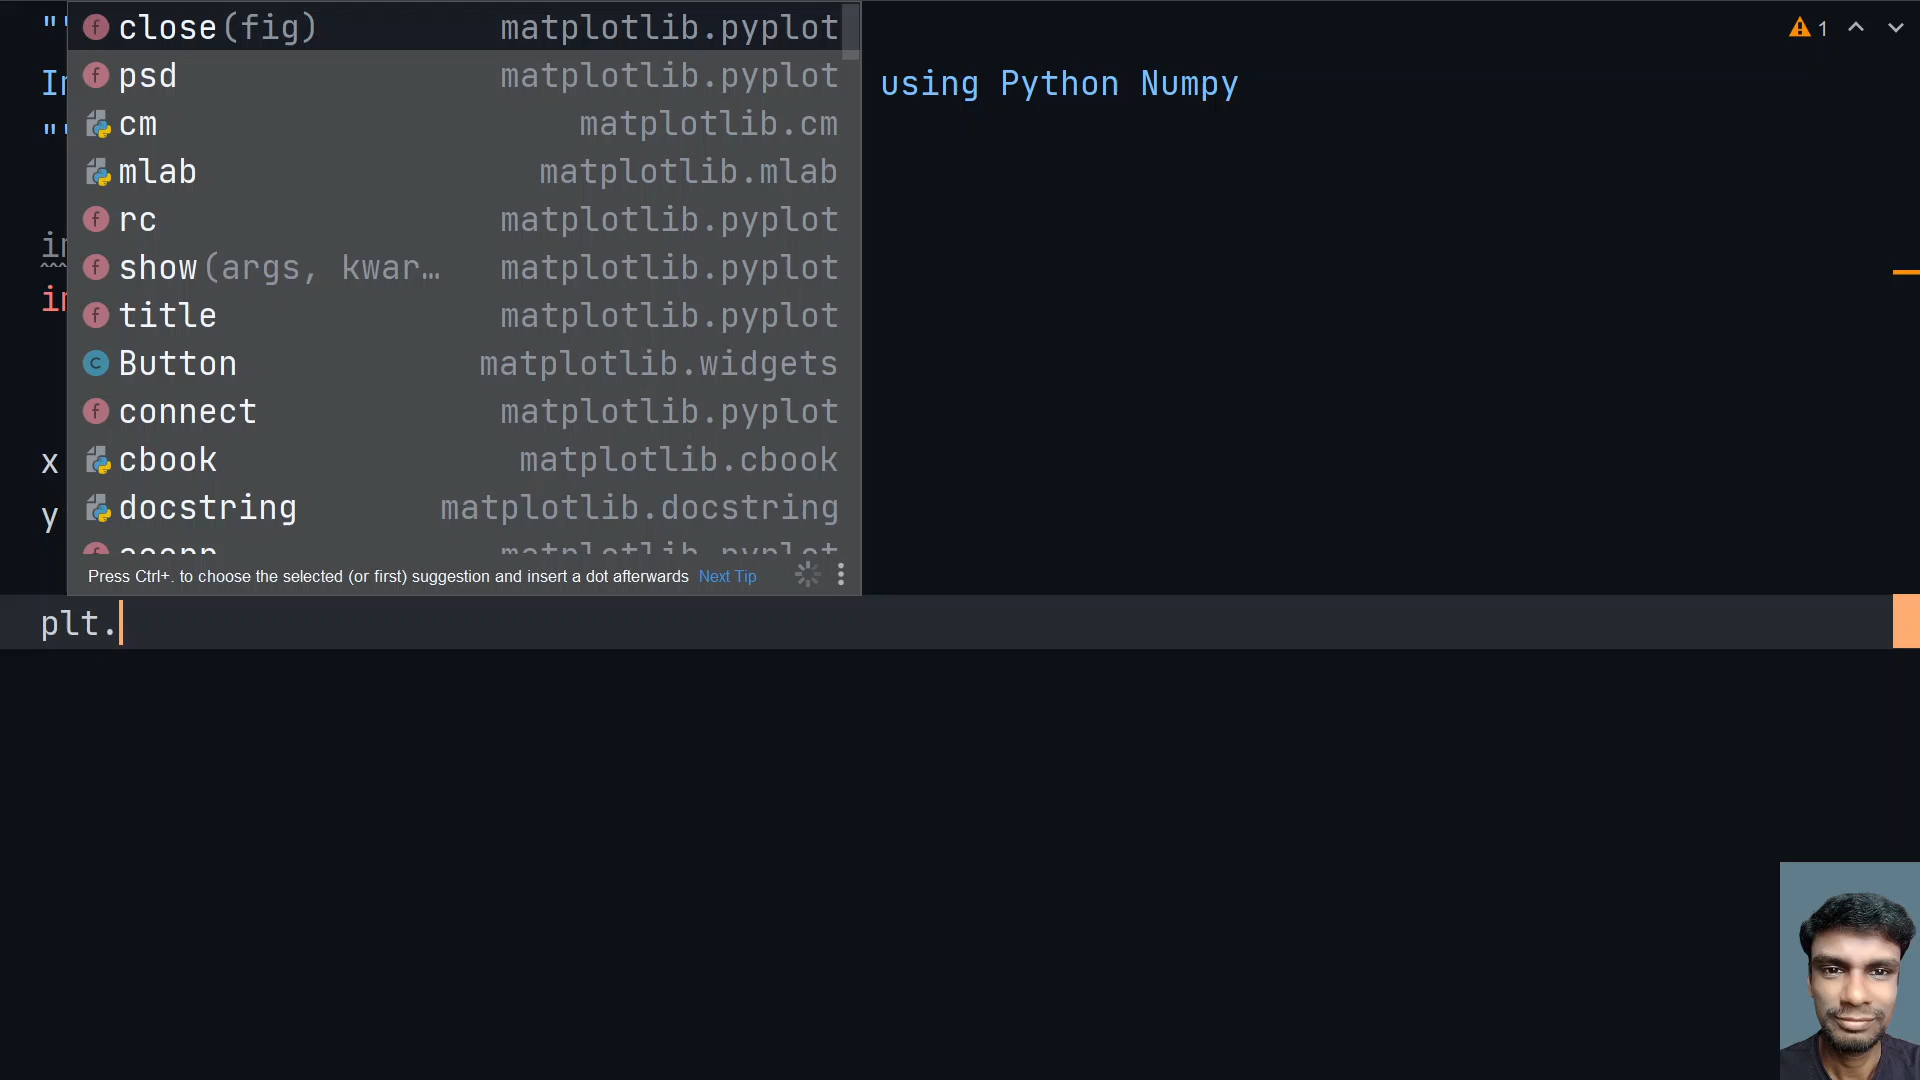 close(fig) matplotlib.pyplot
1
psd matplotlib.pyplot
using Python Numpy
cm matplotlib.cm
mlab matplotlib.mlab
rc matplotlib.pyplot
show(args, kwar… matplotlib.pyplot
title matplotlib.pyplot
Button matplotlib.widgets
connect matplotlib.pyplot
x
cbook matplotlib.cbook
y
docstring matplotlib.docstring
matplotlib.pyplot
Press Ctrl+. to choose the selected (or first) suggestion and insert a dot afterwards Next Tip
plt.